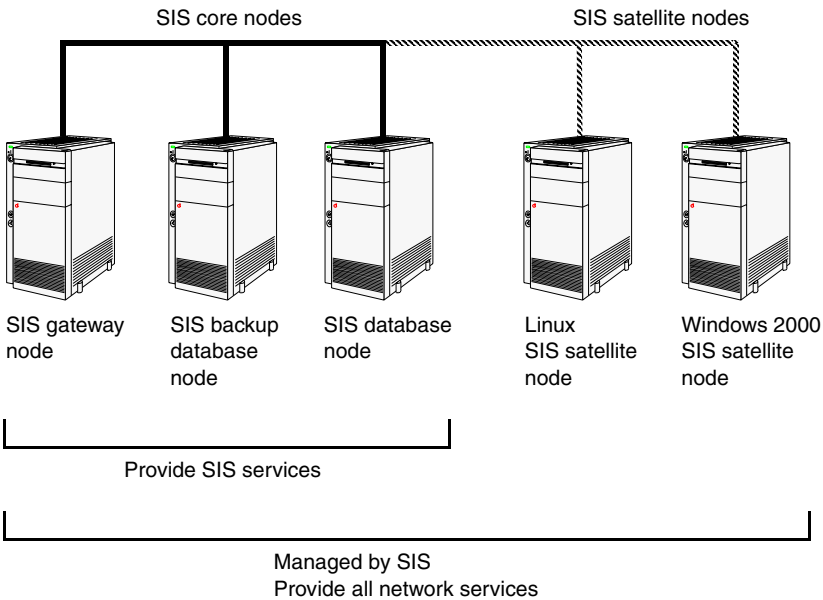 SIS core nodes
SIS satellite nodes
SIS gateway
node
SIS backup
database
node
SIS database
node
Linux
SIS satellite
node
Windows 2000
SIS satellite
node
Provide SIS services
Managed by SIS
Provide all network services